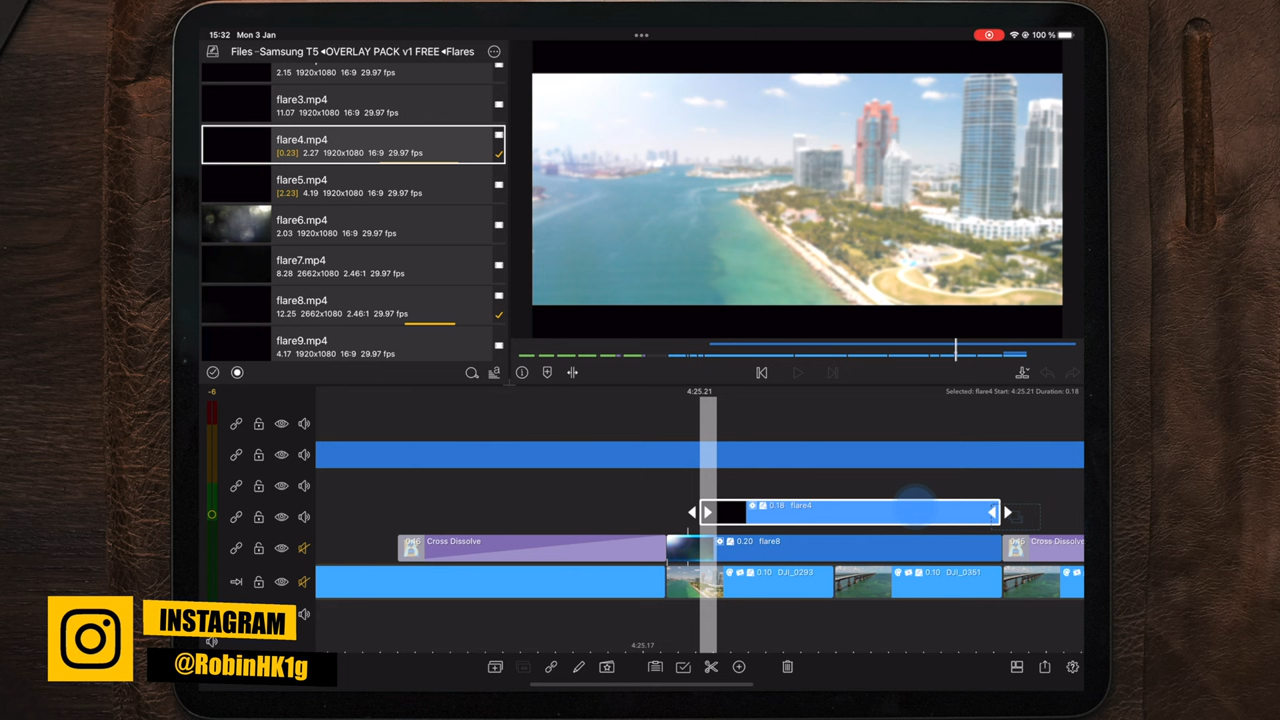 15:32 Mon 3 Jan
100 %
Files -Samsung T5 ◂OVERLAY PACK v1 FREE ◂Flares
2.15 1920x1080 16:9 29.97 fps
flare3.mp4
11.07 1920x1080 16:9 29.97 fps
flare4.mp4
[0.23] 2.27 1920x1080 16:9 29.97 fps
flare5.mp4
[2.23] 4.19 1920x1080 16:9 29.97 fps
flare6.mp4
2.03 1920x1080 16:9 29.97 fps
flare7.mp4
8.28 2662x1080 2.46:1 29.97 fps
flare8.mp4
12.25 2662x1080 2.46:1 29.97 fps
flare9.mp4
4.17 1920x1080 16:9 29.97 fps
-6
4:25.21
Selected: flare4 Start: 4:25.21 Duration: 0.18
0.18 flare4
Cross Dissolve
0.20 flare8
Cross Dissolve
0.10 DJI_0293
0.10 DJI_0351
4:25.17
INSTAGRAM
@RobinHK1g